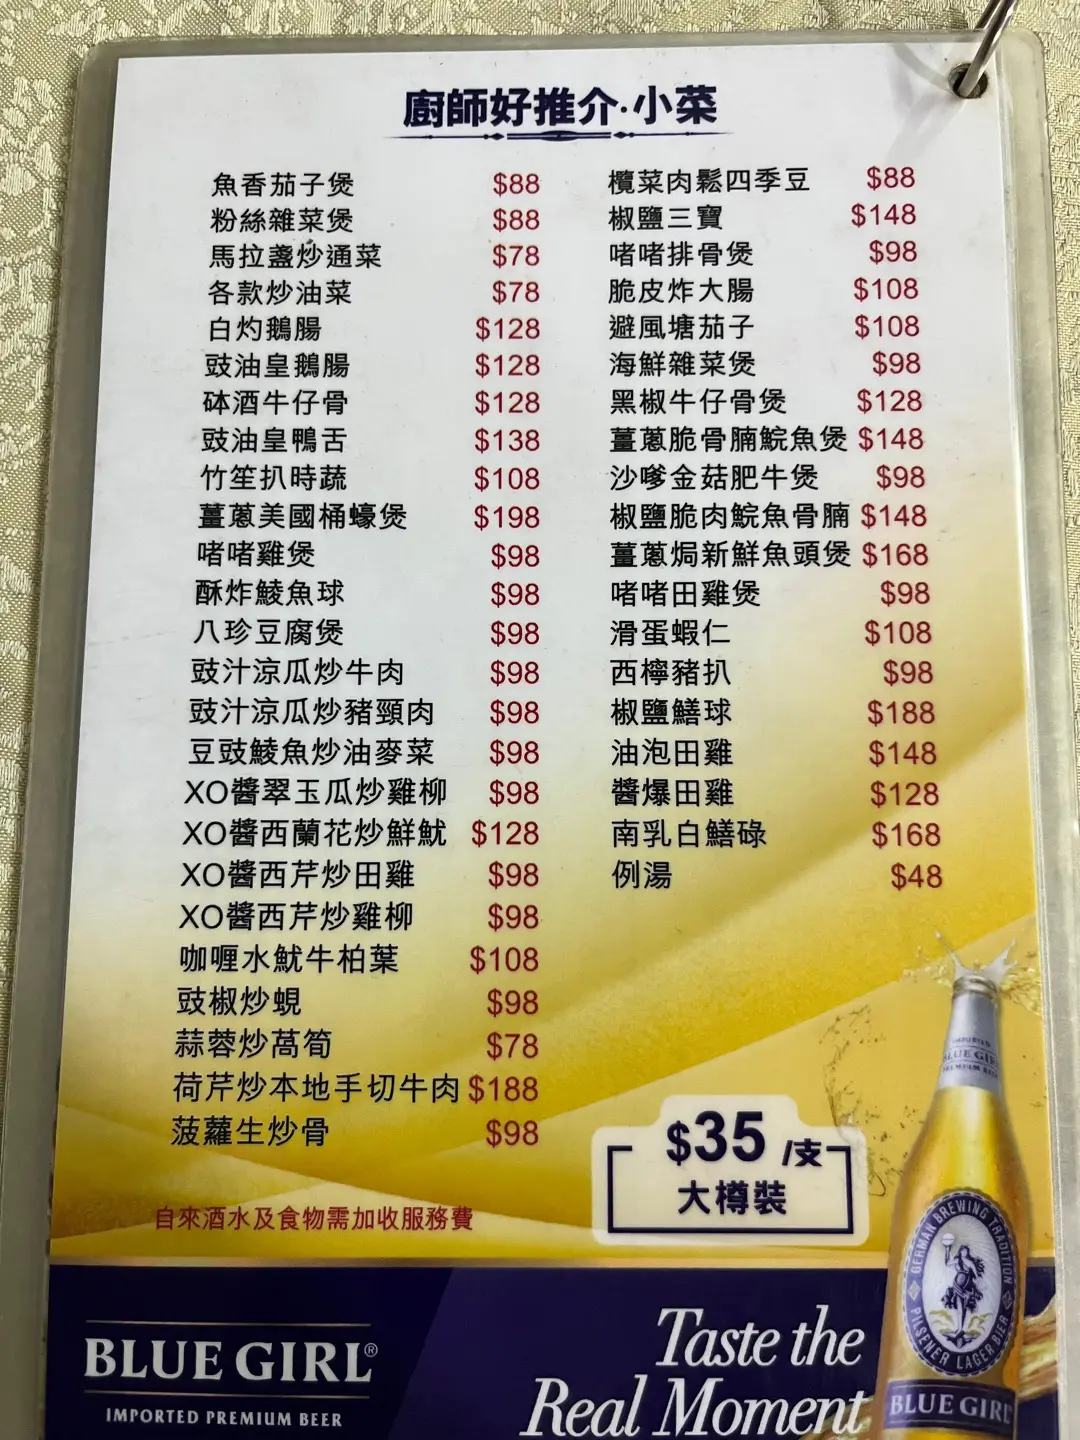 廚師好推介·小菜
魚香茄子煲 $88
粉絲雜菜煲 $88
馬拉盞炒通菜 $78
各款炒油菜 $78
白灼鵝腸 $128
豉油皇鵝腸 $128
砵酒牛仔骨 $128
豉油皇鴨舌 $138
竹笙扒時蔬 $108
薑蔥美國桶蠔煲 $198
啫啫雞煲 $98
酥炸鯪魚球 $98
八珍豆腐煲 $98
豉汁涼瓜炒牛肉 $98
豉汁涼瓜炒豬頸肉 $98
豆豉鯪魚炒油麥菜 $98
XO醬翠玉瓜炒雞柳 $98
XO醬西蘭花炒鮮魷 $128
XO醬西芹炒田雞 $98
XO醬西芹炒雞柳 $98
咖喱水魷牛柏葉 $108
豉椒炒蜆 $98
蒜蓉炒萵筍 $78
荷芹炒本地手切牛肉 $188
菠蘿生炒骨 $98
自來酒水及食物需加收服務費
欖菜肉鬆四季豆 $88
椒鹽三寶 $148
啫啫排骨煲 $98
脆皮炸大腸 $108
避風塘茄子 $108
海鮮雜菜煲 $98
黑椒牛仔骨煲 $128
薑蔥脆骨腩鯇魚煲 $148
沙嗲金菇肥牛煲 $98
椒鹽脆肉鯇魚骨腩 $148
薑蔥焗新鮮魚頭煲 $168
啫啫田雞煲 $98
滑蛋蝦仁 $108
西檸豬扒 $98
椒鹽鱔球 $188
油泡田雞 $148
醬爆田雞 $128
南乳白鱔碌 $168
例湯 $48
$35/支
大樽裝
IMPORTED
BLUE GIRL
PREMIUM BEER
GERMAN BREWING TRADITION
PILSENER LAGER BIER
BLUE GIRL
BLUE GIRL®
IMPORTED PREMIUM BEER
Taste the
Real Moment